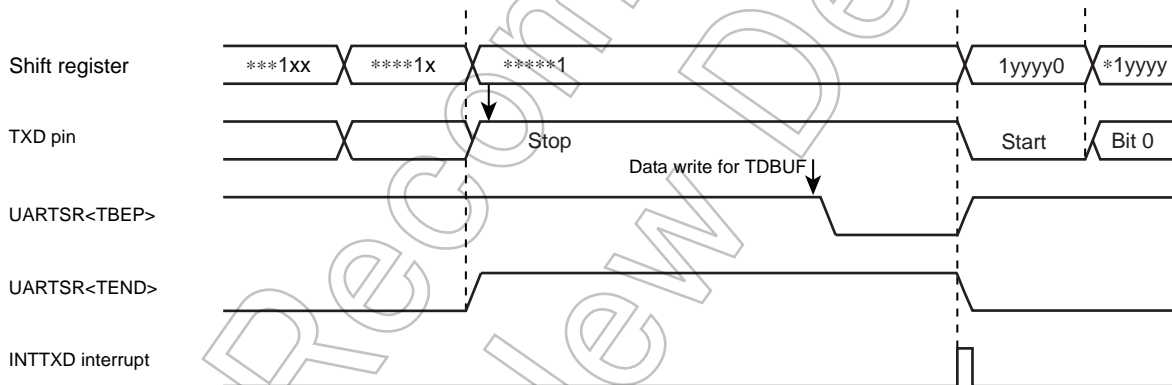 Shift register
***1xx
****1x
*****1
1yyyy0
*1yyyy
TXD pin
Stop
Start
Bit 0
Data write for TDBUF
UARTSR<TBEP>
UARTSR<TEND>
INTTXD interrupt